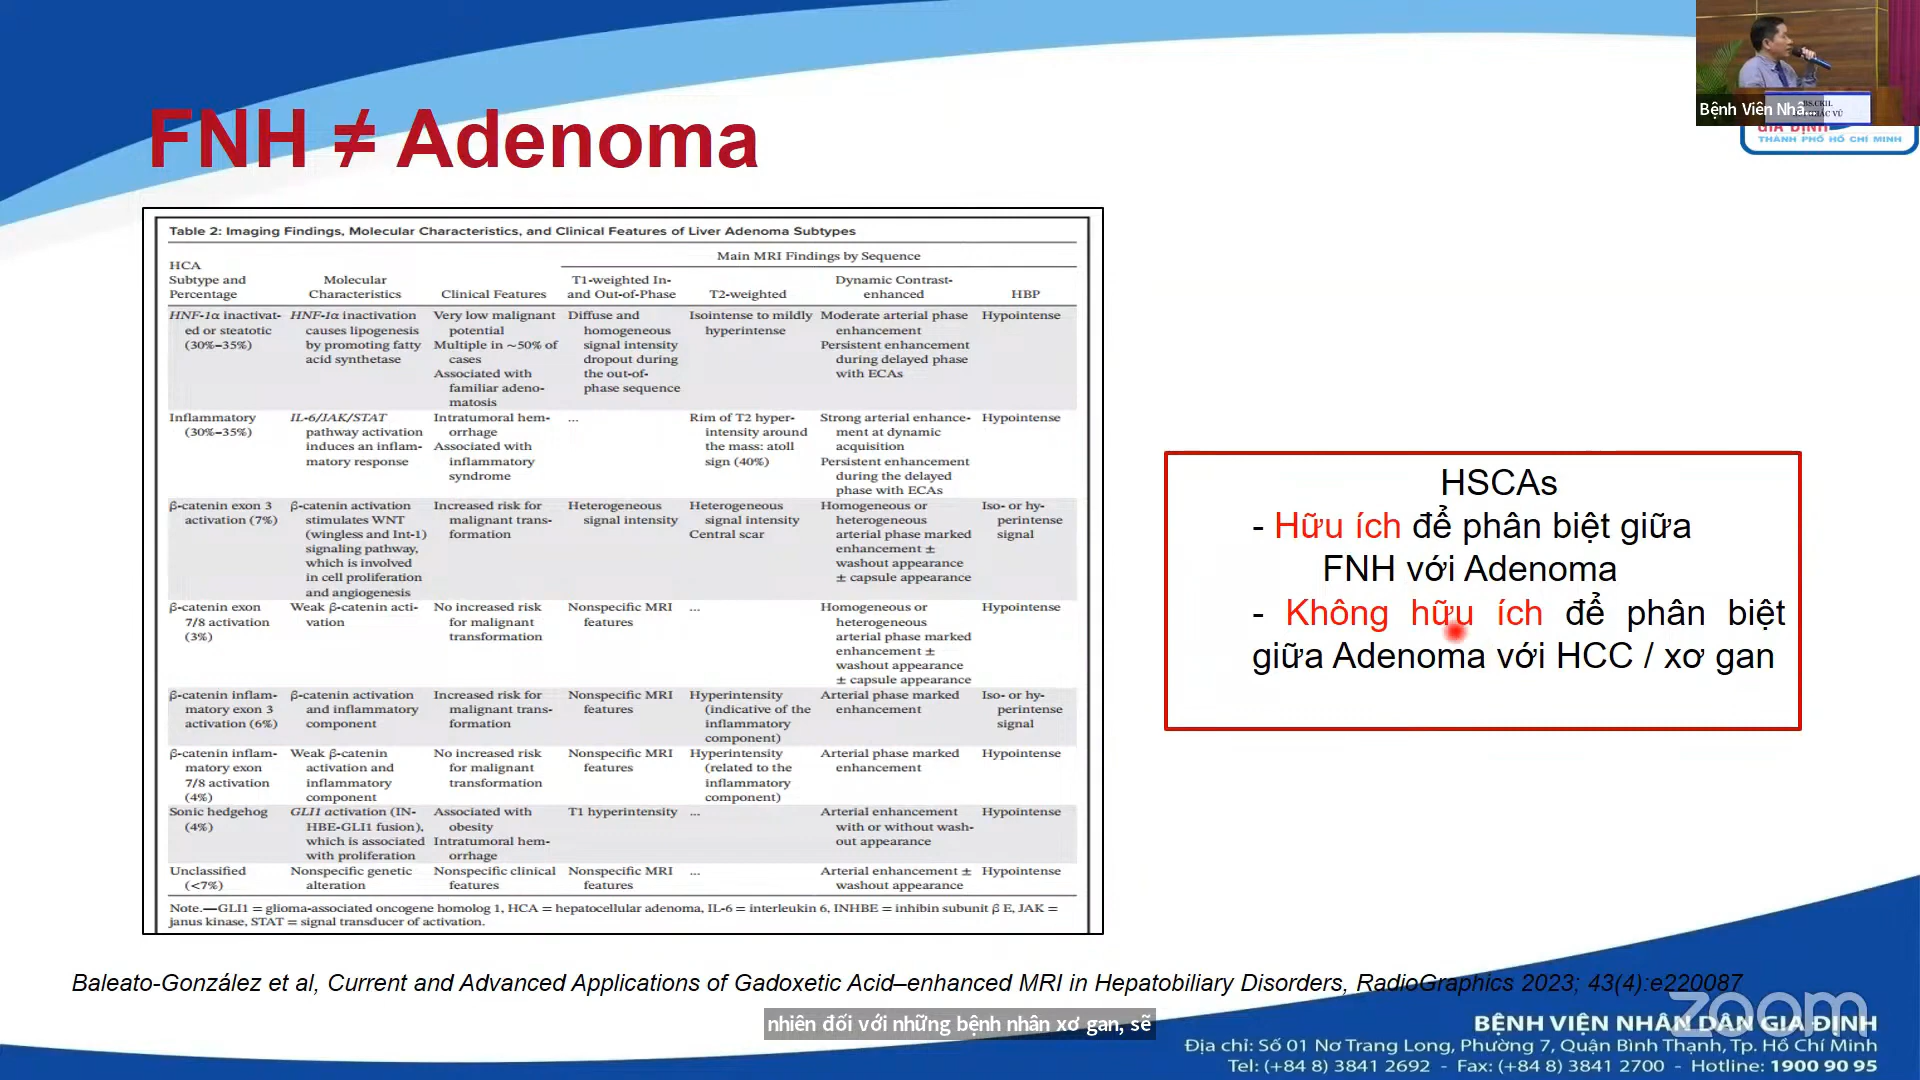 FNH ≠ Adenoma
Table 2: Imaging Findings, Molecular Characteristics, and Clinical Features of Liver Adenoma Subtypes
Main MRI Findings by Sequence
HCA Subtype and Percentage
Molecular Characteristics
Clinical Features
T1-weighted In- and Out-of-Phase
T2-weighted
Dynamic Contrast-enhanced
HBP
HNF-1α inactivat-
ed or steatotic
(30%–35%)
HNF-1α inactivation
causes lipogenesis
by promoting fatty
acid synthetase
Very low malignant
potential
Multiple in ~50% of
cases
Associated with
familiar adeno-
matosis
Diffuse and
homogeneous
signal intensity
dropout during
the out-of-
phase sequence
Isointense to mildly
hyperintense
Moderate arterial phase
enhancement
Persistent enhancement
during delayed phase
with ECAs
Hypointense
Inflammatory
(30%–35%)
IL-6/JAK/STAT
pathway activation
induces an inflam-
matory response
Intratumoral hem-
orrhage
Associated with
inflammatory
syndrome
...
Rim of T2 hyper-
intensity around
the mass: atoll
sign (40%)
Strong arterial enhance-
ment at dynamic
acquisition
Persistent enhancement
during the delayed
phase with ECAs
Hypointense
β-catenin exon 3
activation (7%)
β-catenin activation
stimulates WNT
(wingless and Int-1)
signaling pathway,
which is involved
in cell proliferation
and angiogenesis
Increased risk for
malignant trans-
formation
Heterogeneous
signal intensity
Heterogeneous
signal intensity
Central scar
Homogeneous or
heterogeneous
arterial phase marked
enhancement ±
washout appearance
± capsule appearance
Iso- or hy-
perintense
signal
β-catenin exon
7/8 activation
(3%)
Weak β-catenin acti-
vation
No increased risk
for malignant
transformation
Nonspecific MRI
features
...
Homogeneous or
heterogeneous
arterial phase marked
enhancement ±
washout appearance
± capsule appearance
Hypointense
β-catenin inflam-
matory exon 3
activation (6%)
β-catenin activation
and inflammatory
component
Increased risk for
malignant trans-
formation
Nonspecific MRI
features
Hyperintensity
(indicative of the
inflammatory
component)
Arterial phase marked
enhancement
Iso- or hy-
perintense
signal
β-catenin inflam-
matory exon
7/8 activation
(4%)
Weak β-catenin
activation and
inflammatory
component
No increased risk
for malignant
transformation
Nonspecific MRI
features
Hyperintensity
(related to the
inflammatory
component)
Arterial phase marked
enhancement
Hypointense
Sonic hedgehog
(4%)
GLI1 activation (IN-
HBE-GLI1 fusion),
which is associated
with proliferation
Associated with
obesity
Intratumoral hem-
orrhage
T1 hyperintensity
...
Arterial enhancement
with or without wash-
out appearance
Hypointense
Unclassified
(<7%)
Nonspecific genetic
alteration
Nonspecific clinical
features
Nonspecific MRI
features
...
Arterial enhancement ±
washout appearance
Hypointense
Note.—GLI1 = glioma-associated oncogene homolog 1, HCA = hepatocellular adenoma, IL-6 = interleukin 6, INHBE = inhibin subunit β E, JAK =
janus kinase, STAT = signal transducer of activation.
HSCAs
- Hữu ích để phân biệt giữa
FNH với Adenoma
- Không hữu ích để phân biệt
giữa Adenoma với HCC / xơ gan
Baleato-González et al, Current and Advanced Applications of Gadoxetic Acid–enhanced MRI in Hepatobiliary Disorders, RadioGraphics 2023; 43(4):e220087
nhiên đối với những bệnh nhân xơ gan, sẽ
zoom
BỆNH VIỆN NHÂN DÂN GIA ĐỊNH
Địa chỉ: Số 01 Nơ Trang Long, Phường 7, Quận Bình Thạnh, Tp. Hồ Chí Minh
Tel: (+84 8) 3841 2692 - Fax: (+84 8) 3841 2700 - Hotline: 1900 90 95
Bệnh Viên Nhâ...
BS.CKII.
GIA ĐỊNH
THÀNH PHỐ HỒ CHÍ MINH